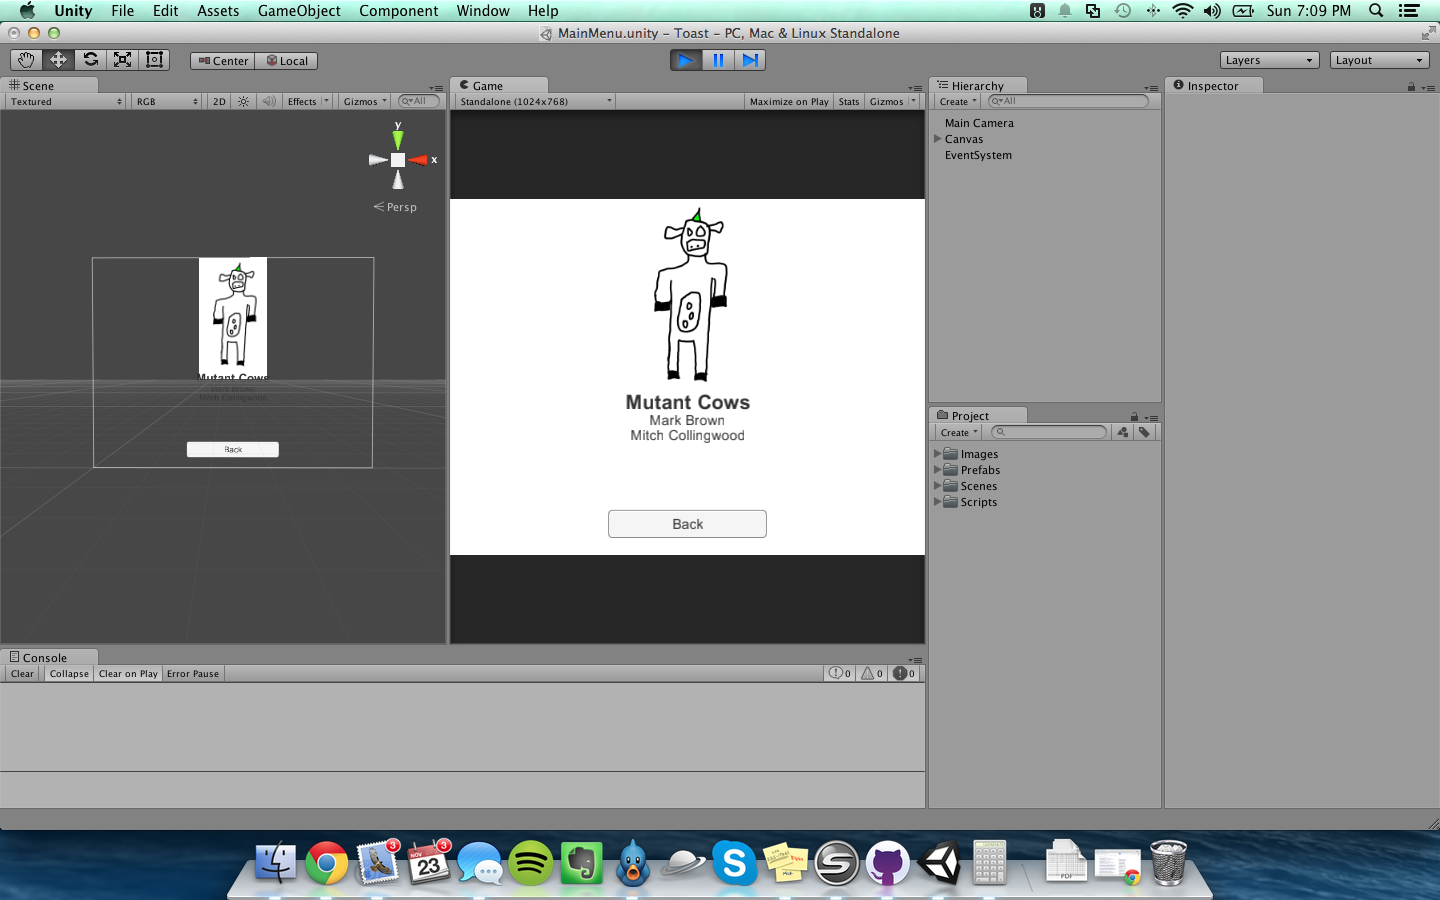 Unity File Edit Assets GameObject Component Window Help Sun 7:09 PM
MainMenu.unity – Toast – PC, Mac & Linux Standalone
Center Local Layers Layout
Scene
Textured RGB 2D Effects Gizmos All
y
x
Persp
Mutant Cows
Mark Brown
Mitch Collingwood
Back
Game
Standalone (1024x768) Maximize on Play Stats Gizmos
Mutant Cows
Mark Brown
Mitch Collingwood
Back
Hierarchy
Create All
Main Camera
Canvas
EventSystem
Project
Create
Images
Prefabs
Scenes
Scripts
Inspector
Console
Clear Collapse Clear on Play Error Pause 0 0 0
3
NOV
23
3
PDF